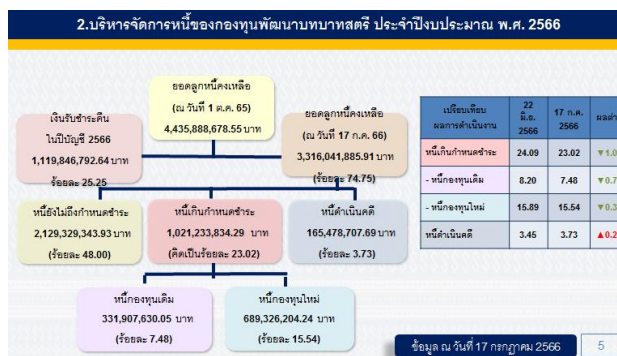 2.บริหารจัดการหนี้ของกองทุนพัฒนาบทบาทสตรี ประจำปีงบประมาณ พ.ศ. 2566
ยอดลูกหนี้คงเหลือ
(ณ วันที่ 1 ต.ค. 65)
4,435,888,678.55 บาท
เงินรับชำระคืน
ในปีบัญชี 2566
1,119,846,792.64 บาท
ร้อยละ 25.25
ยอดลูกหนี้คงเหลือ
(ณ วันที่ 17 ก.ค. 66)
3,316,041,885.91 บาท
(ร้อยละ 74.75)
หนี้ยังไม่ถึงกำหนดชำระ
2,129,329,343.93 บาท
(ร้อยละ 48.00)
หนี้เกินกำหนดชำระ
1,021,233,834.29 บาท
(คิดเป็นร้อยละ 23.02)
หนี้ดำเนินคดี
165,478,707.69 บาท
(ร้อยละ 3.73)
หนี้กองทุนเดิม
331,907,630.05 บาท
(ร้อยละ 7.48)
หนี้กองทุนใหม่
689,326,204.24 บาท
(ร้อยละ 15.54)
เปรียบเทียบ
ผลการดำเนินงาน
22
มิ.ย.
2566
17 ก.ค.
2566
ผลต่า
หนี้เกินกำหนดชำระ 24.09 23.02 ▼1.0
- หนี้กองทุนเดิม 8.20 7.48 ▼0.7
- หนี้กองทุนใหม่ 15.89 15.54 ▼0.3
หนี้ดำเนินคดี 3.45 3.73 ▲0.2
ข้อมูล ณ วันที่ 17 กรกฎาคม 2566
5